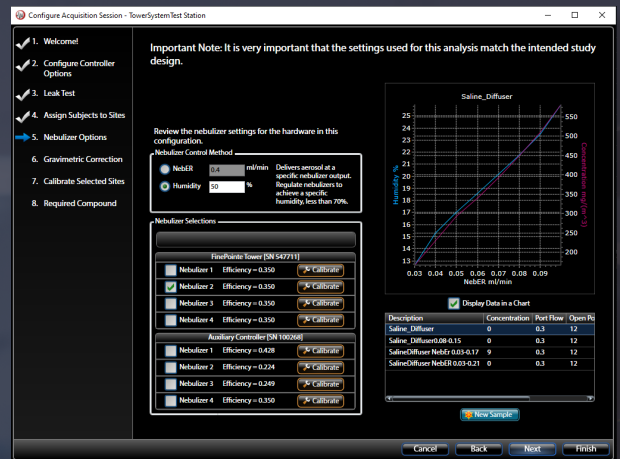 Configure Acquisition Session - TowerSystemTest Station
1. Welcome!
2. Configure Controller
Options
3. Leak Test
4. Assign Subjects to Sites
5. Nebulizer Options
6. Gravimetric Correction
7. Calibrate Selected Sites
8. Required Compound
Important Note: It is very important that the settings used for this analysis match the intended study
design.
Review the nebulizer settings for the hardware in this
configuration.
Nebulizer Control Method
NebER 0.4 ml/min Delivers aerosol at a
specific nebulizer output.
Humidity 50 % Regulate nebulizers to
achieve a specific
humidity, less than 70%.
Nebulizer Selections
FinePointe Tower [SN 547711]
Nebulizer 1 Efficiency = 0.350 Calibrate
Nebulizer 2 Efficiency = 0.350 Calibrate
Nebulizer 3 Efficiency = 0.350 Calibrate
Nebulizer 4 Efficiency = 0.350 Calibrate
Auxiliary Controller [SN 100268]
Nebulizer 1 Efficiency = 0.428 Calibrate
Nebulizer 2 Efficiency = 0.224 Calibrate
Nebulizer 3 Efficiency = 0.249 Calibrate
Nebulizer 4 Efficiency = 0.350 Calibrate
Saline_Diffuser
Humidity %
25
24
23
22
21
20
19
18
17
16
15
14
13
550
500
450
400
350
300
250
200
Concentration mg/(m^3)
0.03 0.04 0.05 0.06 0.07 0.08 0.09
NebER ml/min
Display Data in a Chart
Description Concentration Port Flow Open Po
Saline_Diffuser 0 0.3 12
Saline_Diffuser0.08-0.15 0 0.3 12
SalineDiffuser NebEr 0.03-0.17 9 0.3 12
SalineDiffuser NebER 0.03-0.21 0 0.3 12
New Sample
Cancel Back Next Finish